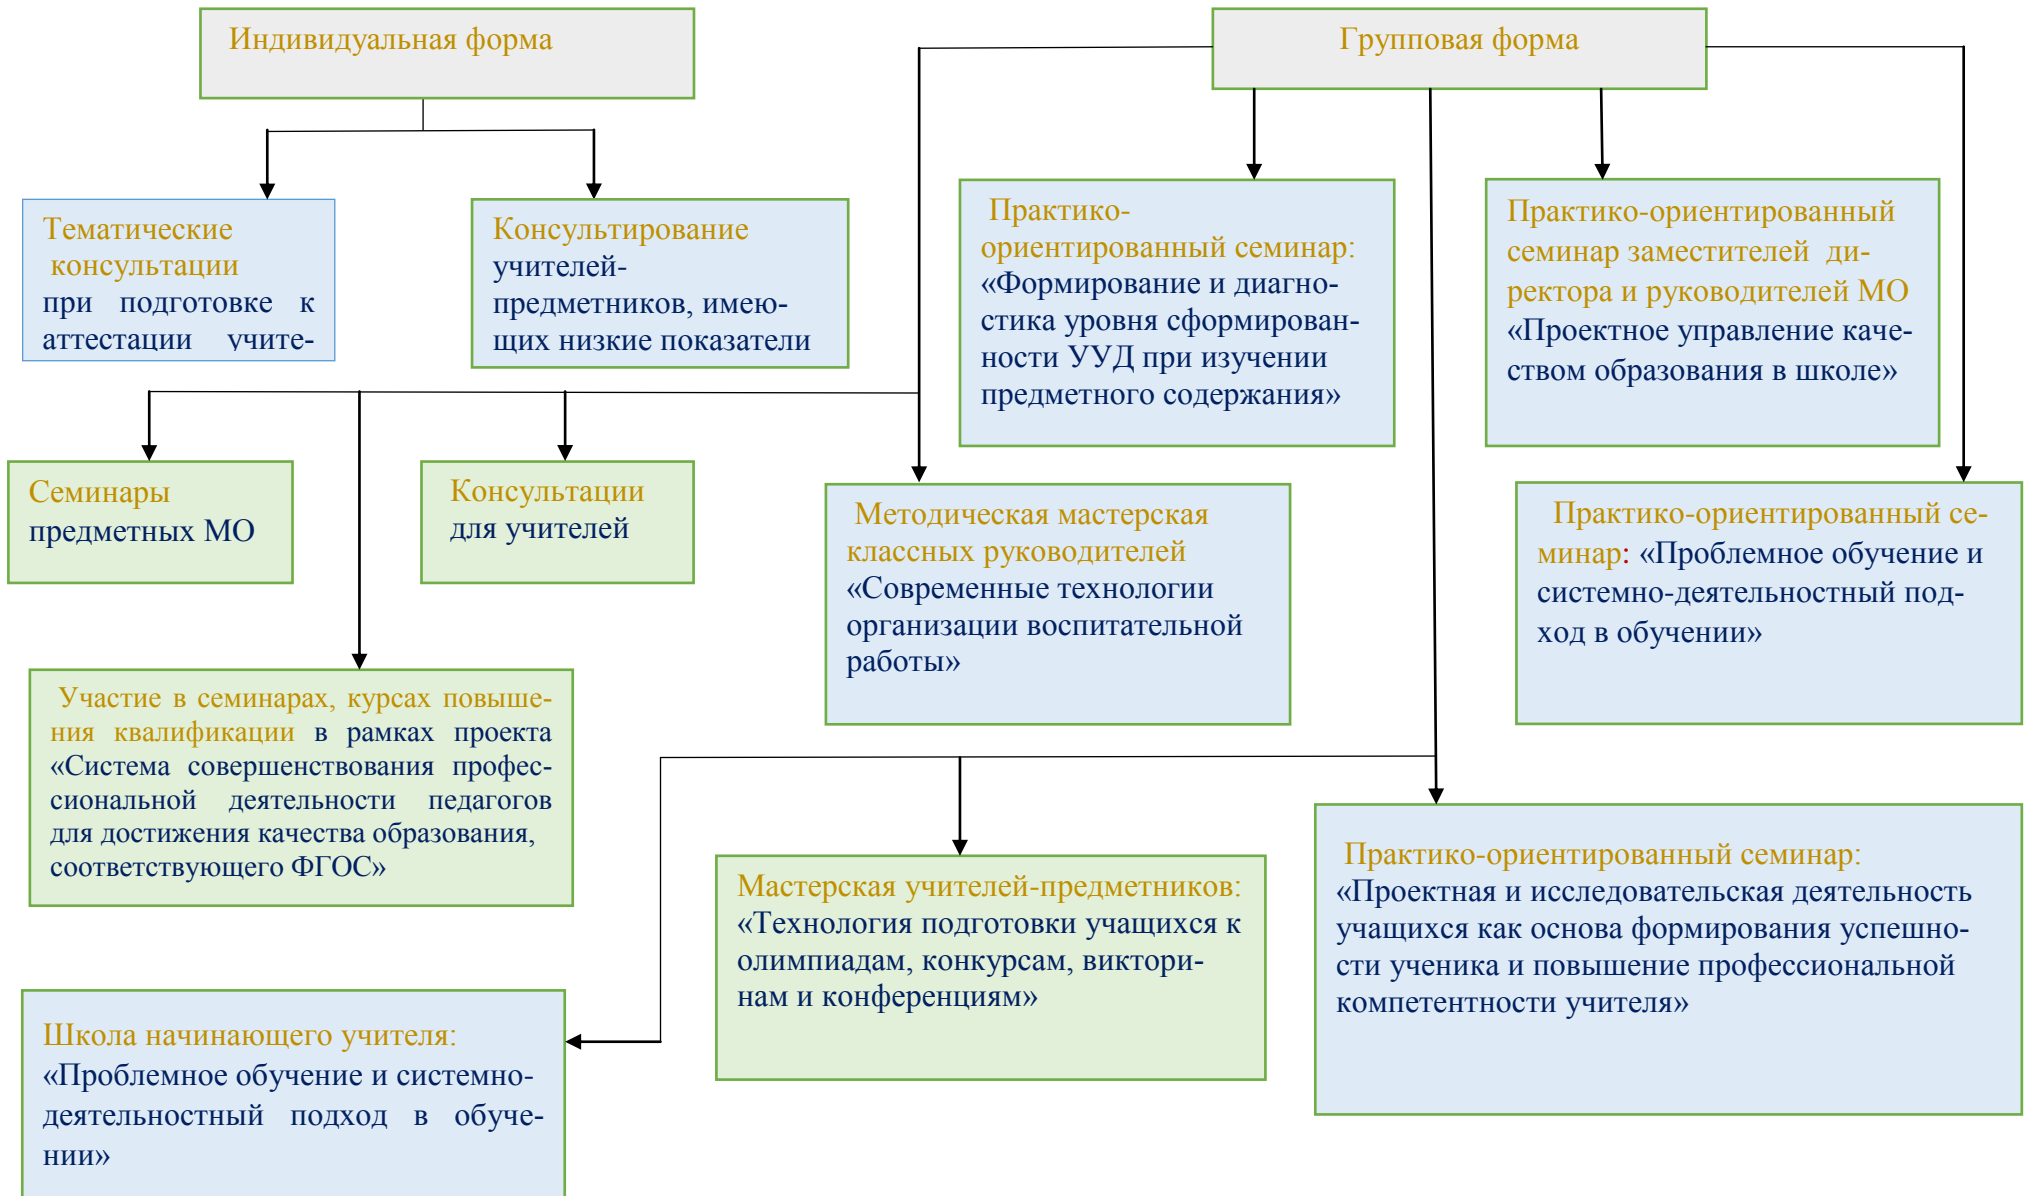 Индивидуальная форма
Групповая форма
Тематические
консультации
при подготовке к
аттестации учите-
Консультирование
учителей-
предметников, имею-
щих низкие показатели
Практико-
ориентированный семинар:
«Формирование и диагно-
стика уровня сформирован-
ности УУД при изучении
предметного содержания»
Практико-ориентированный
семинар заместителей ди-
ректора и руководителей МО
«Проектное управление каче-
ством образования в школе»
Семинары
предметных МО
Консультации
для учителей
Методическая мастерская
классных руководителей
«Современные технологии
организации воспитательной
работы»
Практико-ориентированный се-
минар: «Проблемное обучение и
системно-деятельностный под-
ход в обучении»
Участие в семинарах, курсах повыше-
ния квалификации в рамках проекта
«Система совершенствования профес-
сиональной деятельности педагогов
для достижения качества образования,
соответствующего ФГОС»
Мастерская учителей-предметников:
«Технология подготовки учащихся к
олимпиадам, конкурсам, виктори-
нам и конференциям»
Практико-ориентированный семинар:
«Проектная и исследовательская деятельность
учащихся как основа формирования успешно-
сти ученика и повышение профессиональной
компетентности учителя»
Школа начинающего учителя:
«Проблемное обучение и системно-
деятельностный подход в обуче-
нии»